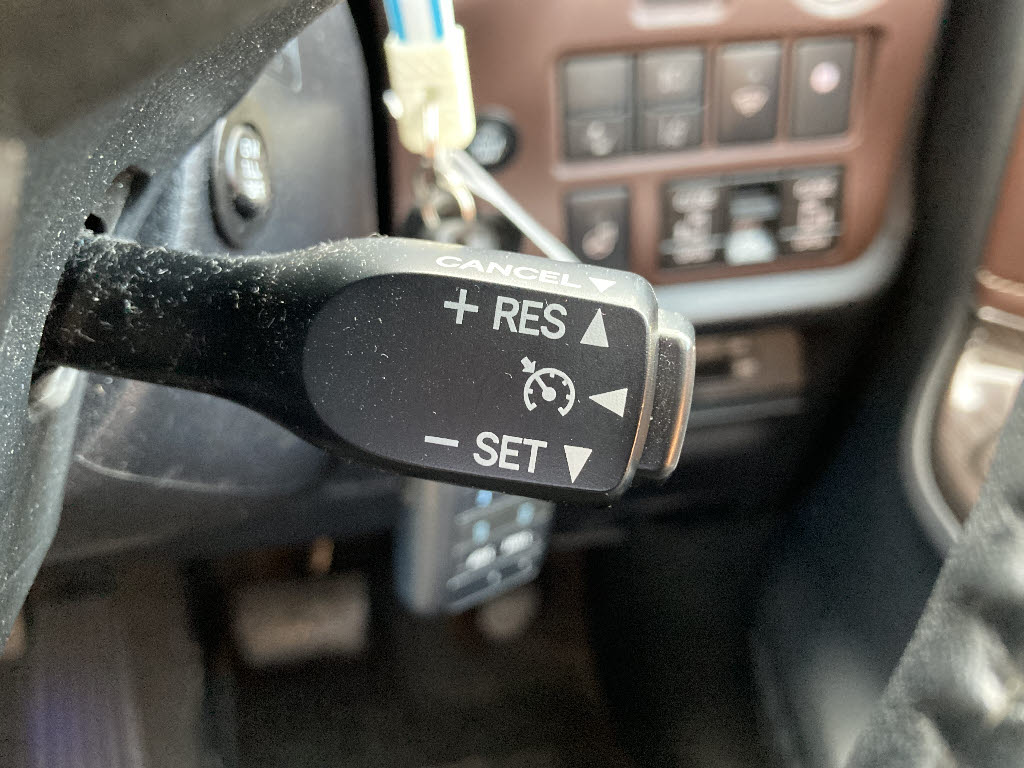 CANCEL ▼
+ RES ▲
◀
− SET ▼